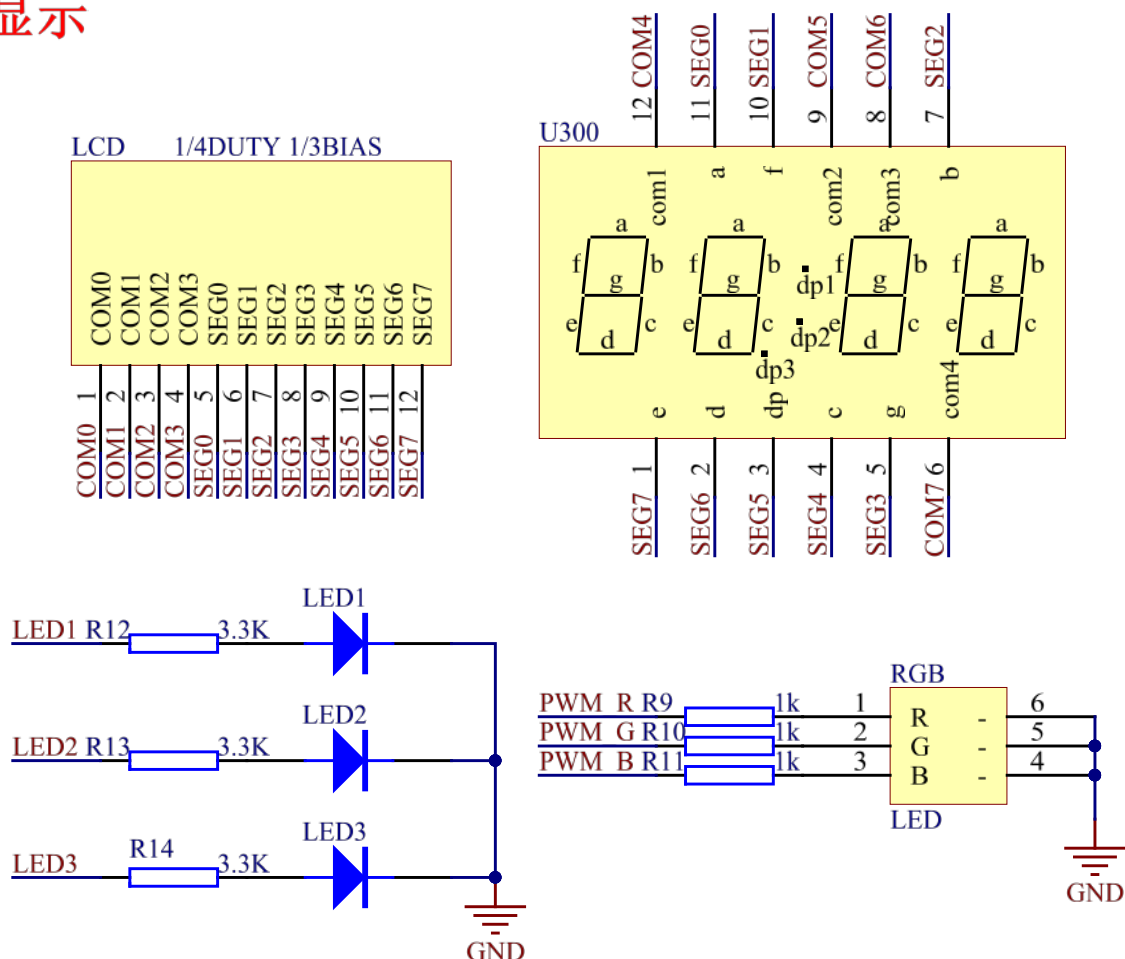 显示
LCD 1/4DUTY 1/3BIAS
COM0 COM1 COM2 COM3 SEG0 SEG1 SEG2 SEG3 SEG4 SEG5 SEG6 SEG7
1 2 3 4 5 6 7 8 9 10 11 12
COM0 COM1 COM2 COM3 SEG0 SEG1 SEG2 SEG3 SEG4 SEG5 SEG6 SEG7
COM4 SEG0 SEG1 COM5 COM6 SEG2
12 11 10 9 8 7
U300
com1 a f com2 com3 b
a a a a
f b f b f b f b
g g g g
dp1
e c e c e c e c
d d d d
dp2
dp3
e d dp c g com4
1 2 3 4 5 6
SEG7 SEG6 SEG5 SEG4 SEG3 COM7
LED1
LED1 R12 3.3K
LED2
LED2 R13 3.3K
LED3
LED3 R14 3.3K
GND
RGB
PWM_R R9 1k 1 R - 6
PWM_G R10 1k 2 G - 5
PWM_B R11 1k 3 B - 4
LED
GND